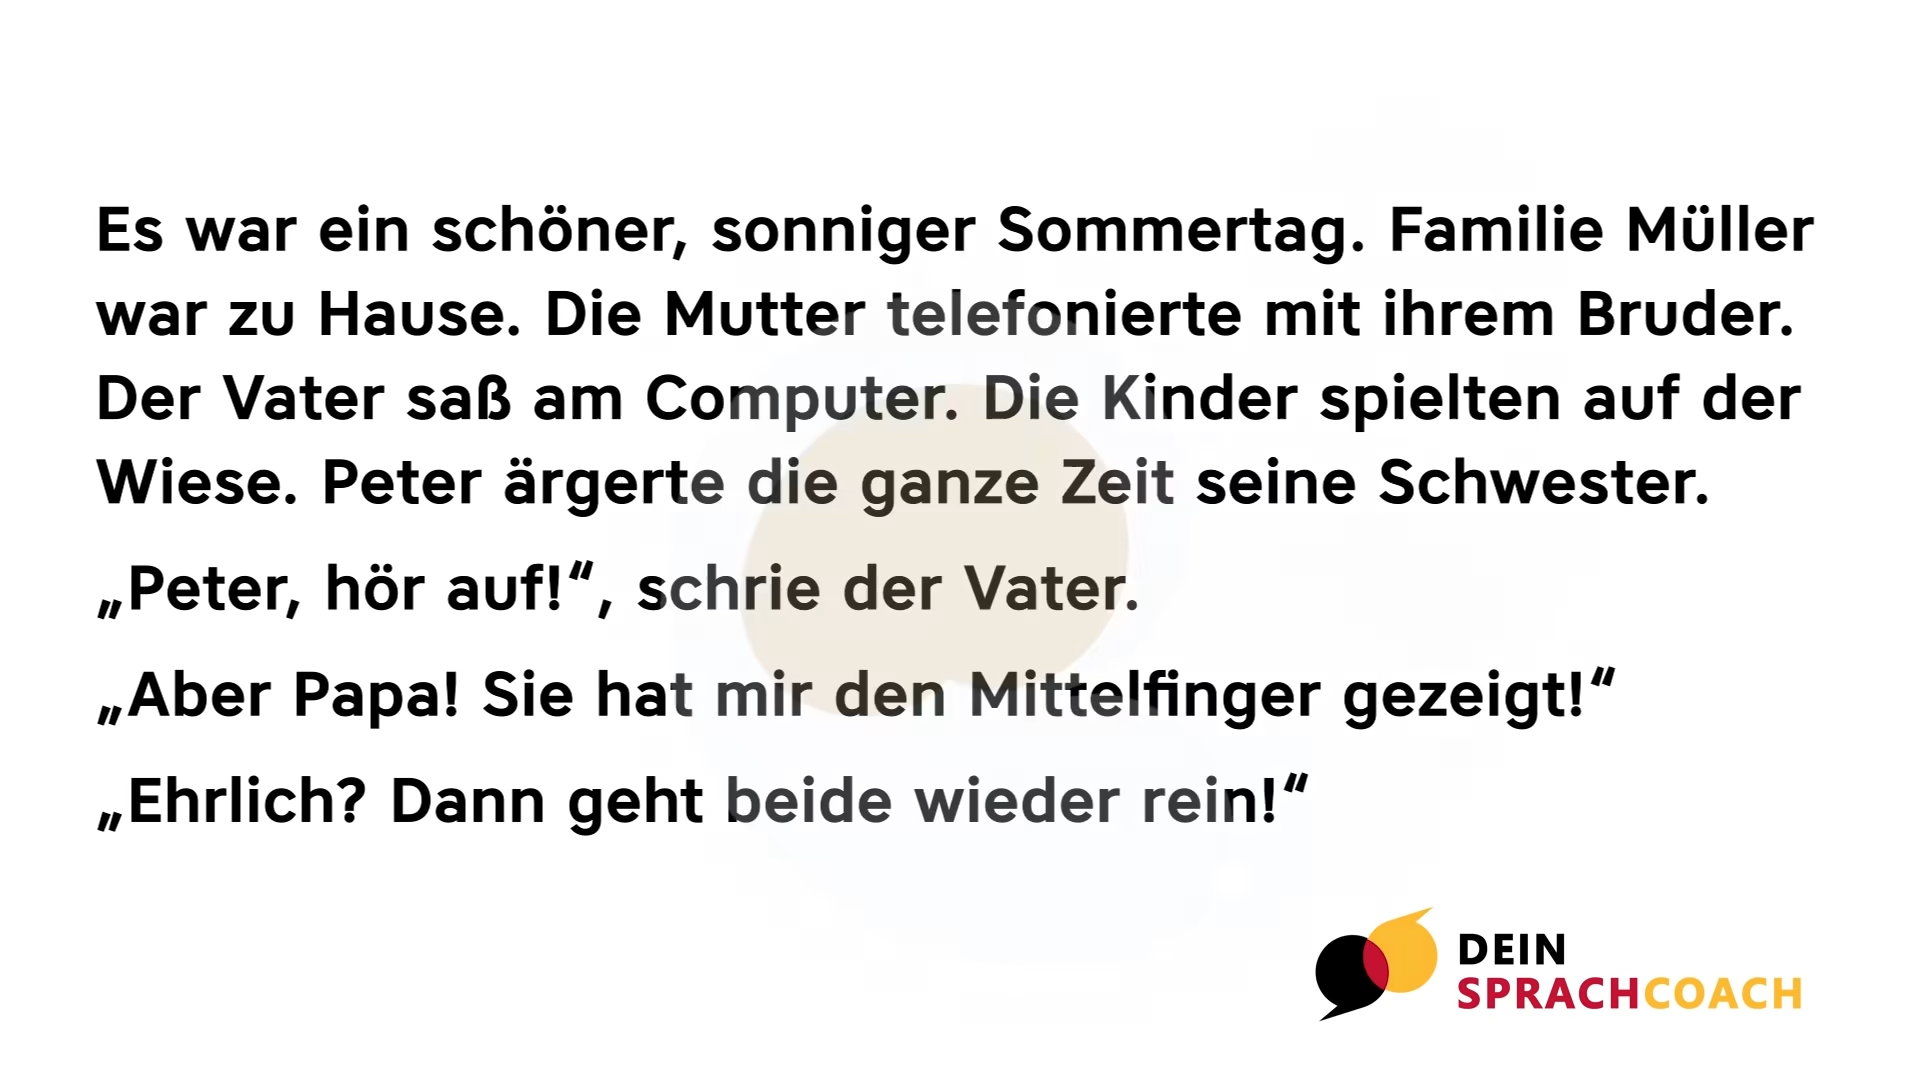 Es war ein schöner, sonniger Sommertag. Familie Müller
war zu Hause. Die Mutter telefonierte mit ihrem Bruder.
Der Vater saß am Computer. Die Kinder spielten auf der
Wiese. Peter ärgerte die ganze Zeit seine Schwester.
„Peter, hör auf!“, schrie der Vater.
„Aber Papa! Sie hat mir den Mittelfinger gezeigt!“
„Ehrlich? Dann geht beide wieder rein!“
DEIN
SPRACHCOACH